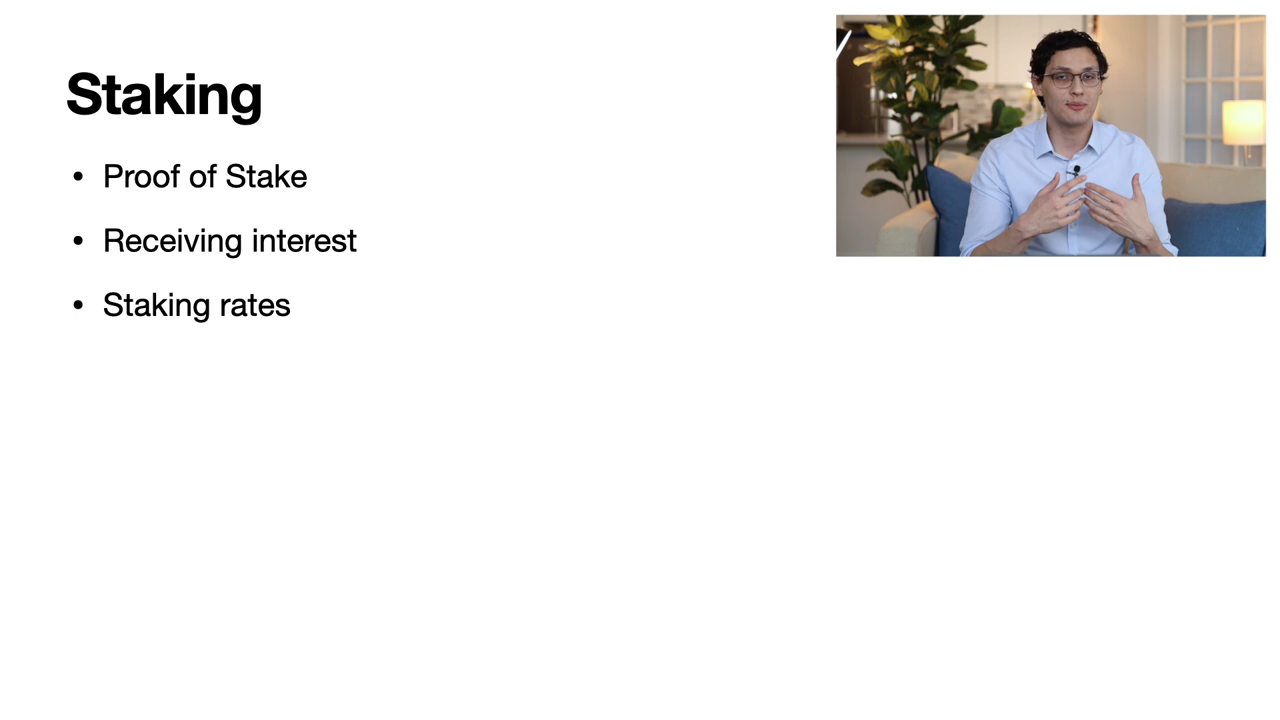 Staking
• Proof of Stake
• Receiving interest
• Staking rates